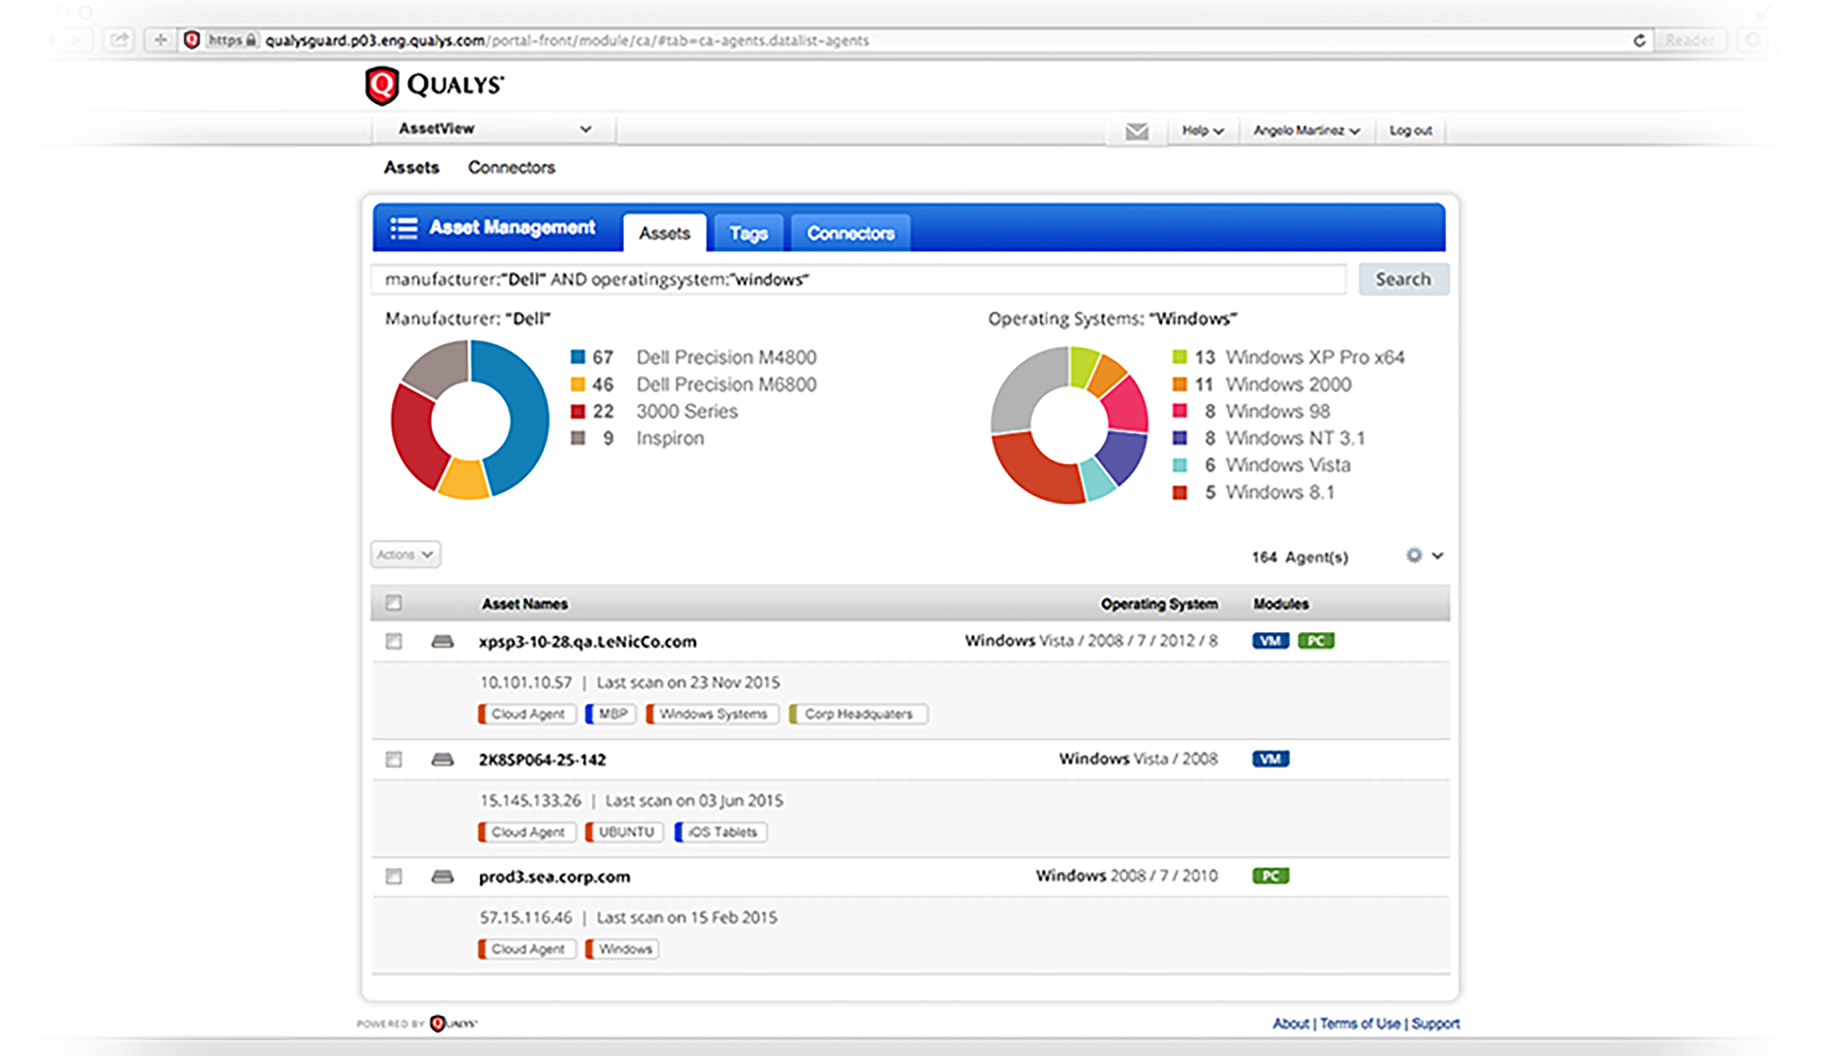 https qualysguard.p03.eng.qualys.com/portal-front/module/ca/#tab=ca-agents.datalist-agents Reader
QUALYS
AssetView Help Angelo Martinez Log out
Assets Connectors
Asset Management Assets Tags Connectors
manufacturer:"Dell" AND operatingsystem:"windows" Search
Manufacturer: "Dell"
67 Dell Precision M4800
46 Dell Precision M6800
22 3000 Series
9 Inspiron
Operating Systems: "Windows"
13 Windows XP Pro x64
11 Windows 2000
8 Windows 98
8 Windows NT 3.1
6 Windows Vista
5 Windows 8.1
Actions 164 Agent(s)
Asset Names Operating System Modules
xpsp3-10-28.qa.LeNicCo.com Windows Vista / 2008 / 7 / 2012 / 8 VM PC
10.101.10.57 | Last scan on 23 Nov 2015
Cloud Agent MBP Windows Systems Corp Headquaters
2K8SP064-25-142 Windows Vista / 2008 VM
15.145.133.26 | Last scan on 03 Jun 2015
Cloud Agent UBUNTU iOS Tablets
prod3.sea.corp.com Windows 2008 / 7 / 2010 PC
57.15.116.46 | Last scan on 15 Feb 2015
Cloud Agent Windows
POWERED BY QUALYS About | Terms of Use | Support